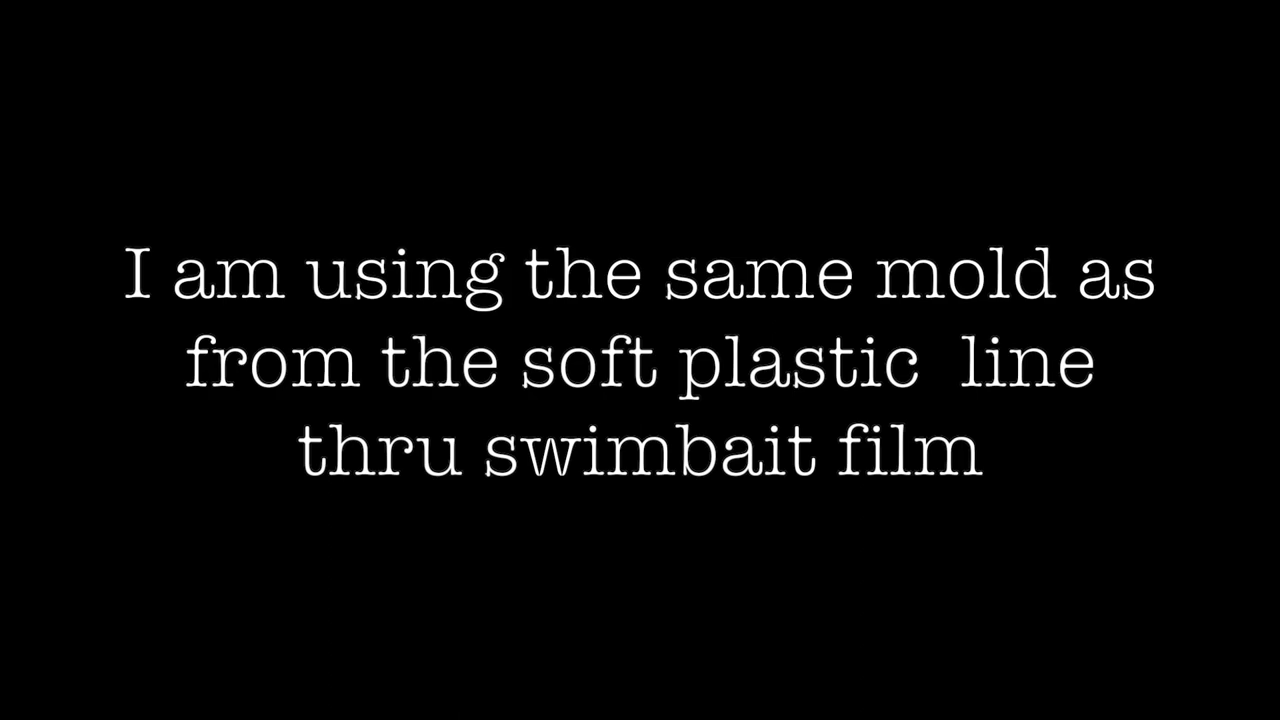 I am using the same mold as
from the soft plastic  line
thru swimbait film